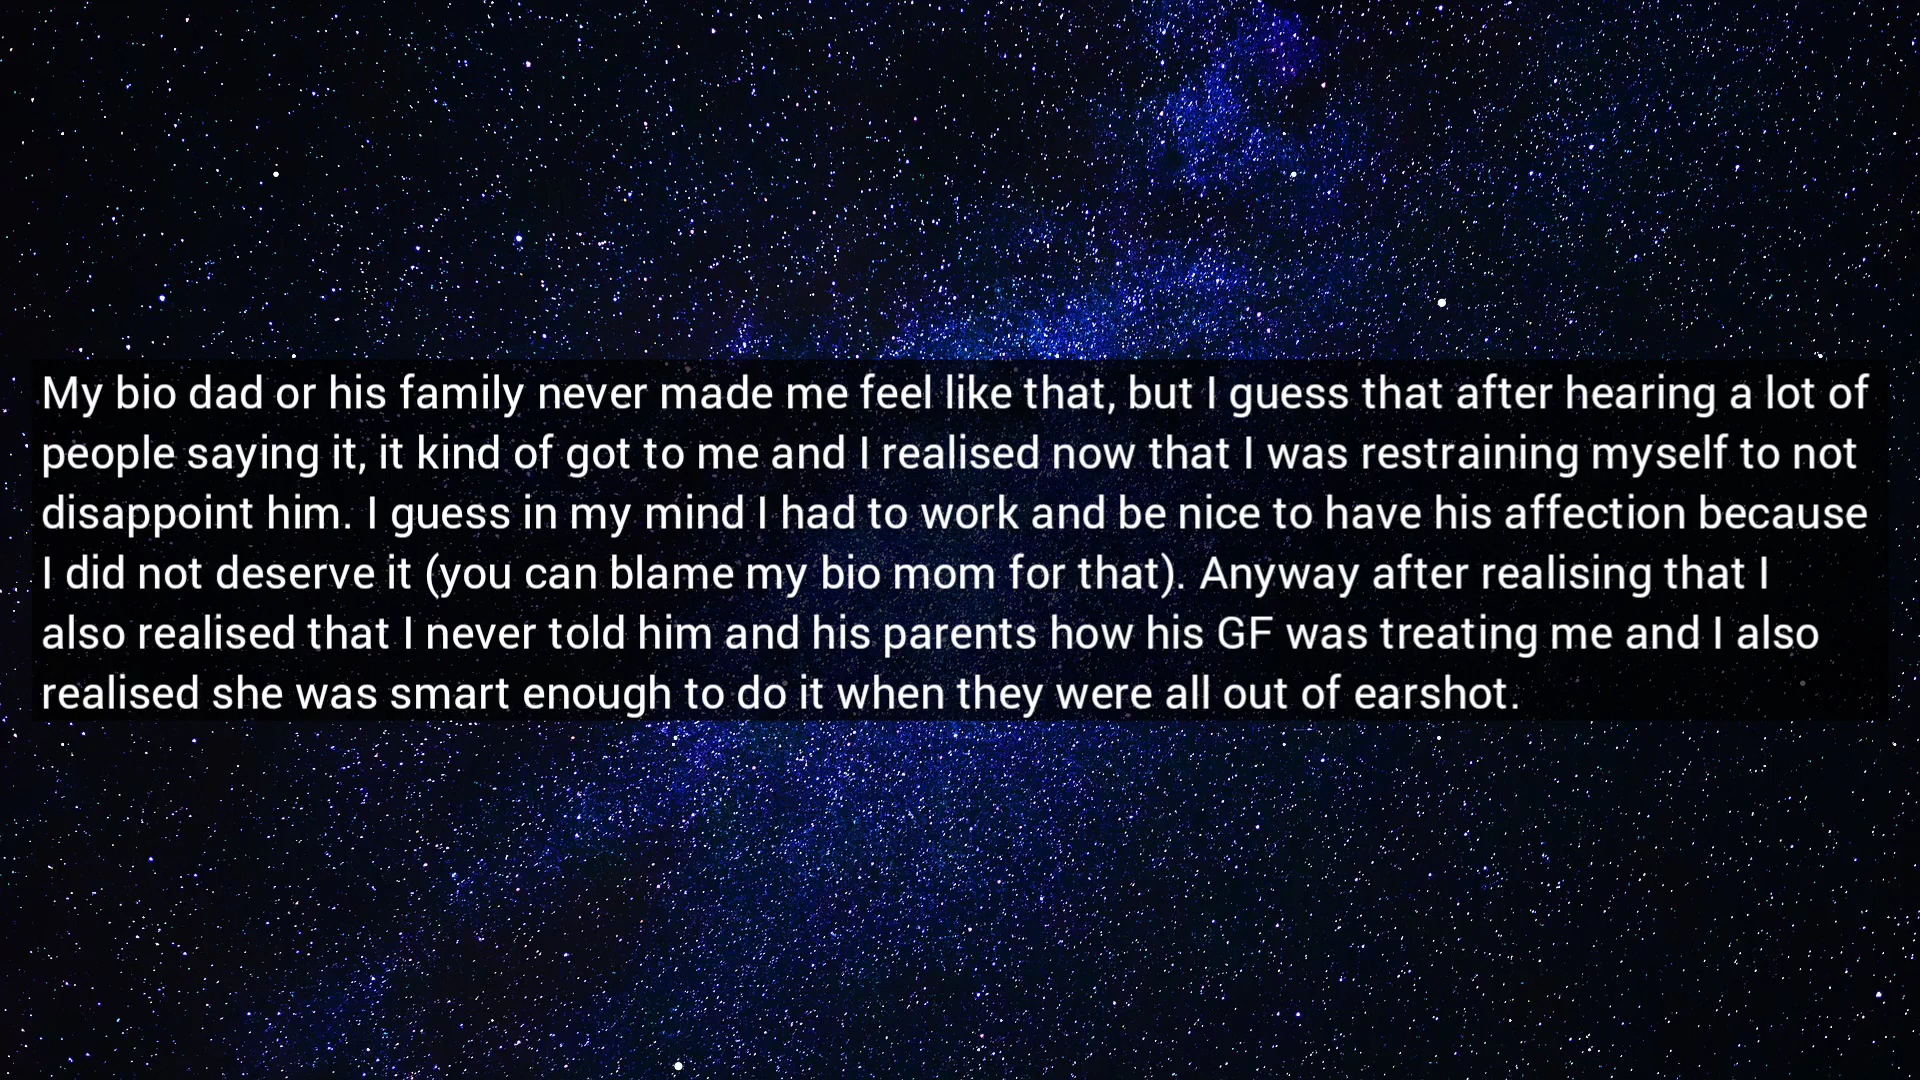 My bio dad or his family never made me feel like that, but I guess that after hearing a lot of
people saying it, it kind of got to me and I realised now that I was restraining myself to not
disappoint him. I guess in my mind I had to work and be nice to have his affection because
I did not deserve it (you can blame my bio mom for that). Anyway after realising that I
also realised that I never told him and his parents how his GF was treating me and I also
realised she was smart enough to do it when they were all out of earshot.